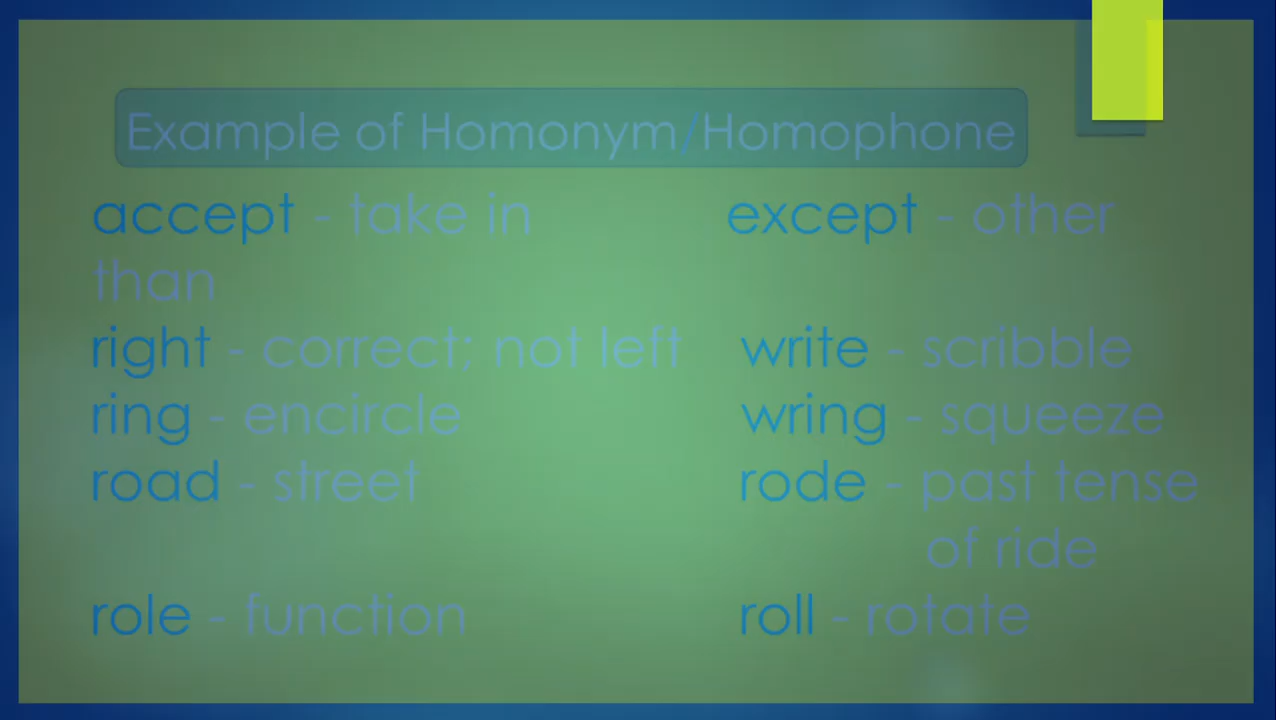 Example of Homonym/Homophone
accept - take in except - other
than
right - correct; not left write - scribble
ring - encircle wring - squeeze
road - street rode - past tense
of ride
role - function roll - rotate